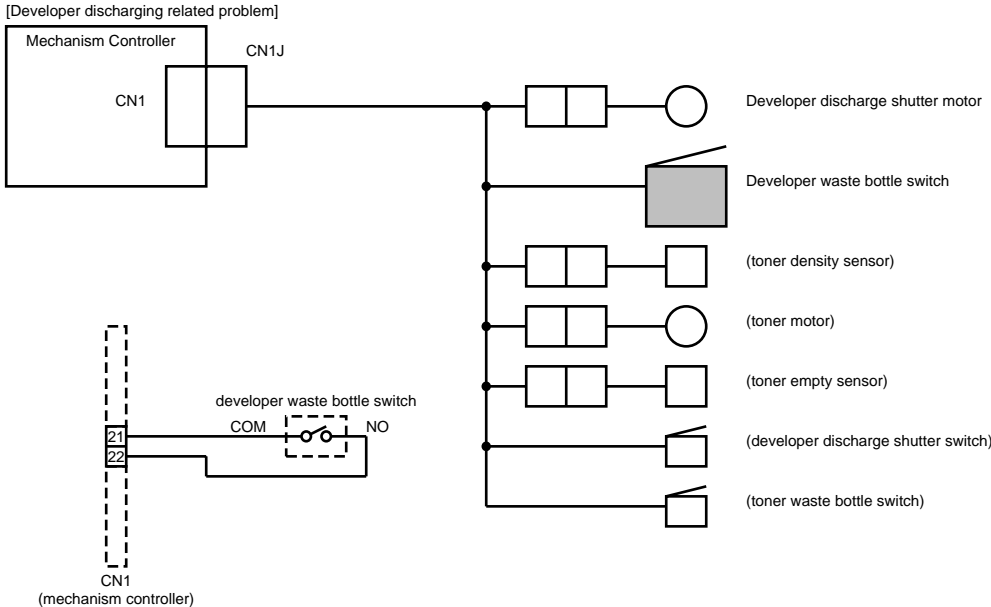 [Developer discharging related problem]
Mechanism Controller
CN1J
CN1
Developer discharge shutter motor
Developer waste bottle switch
(toner density sensor)
(toner motor)
(toner empty sensor)
(developer discharge shutter switch)
(toner waste bottle switch)
developer waste bottle switch
COM
NO
21
22
CN1
(mechanism controller)